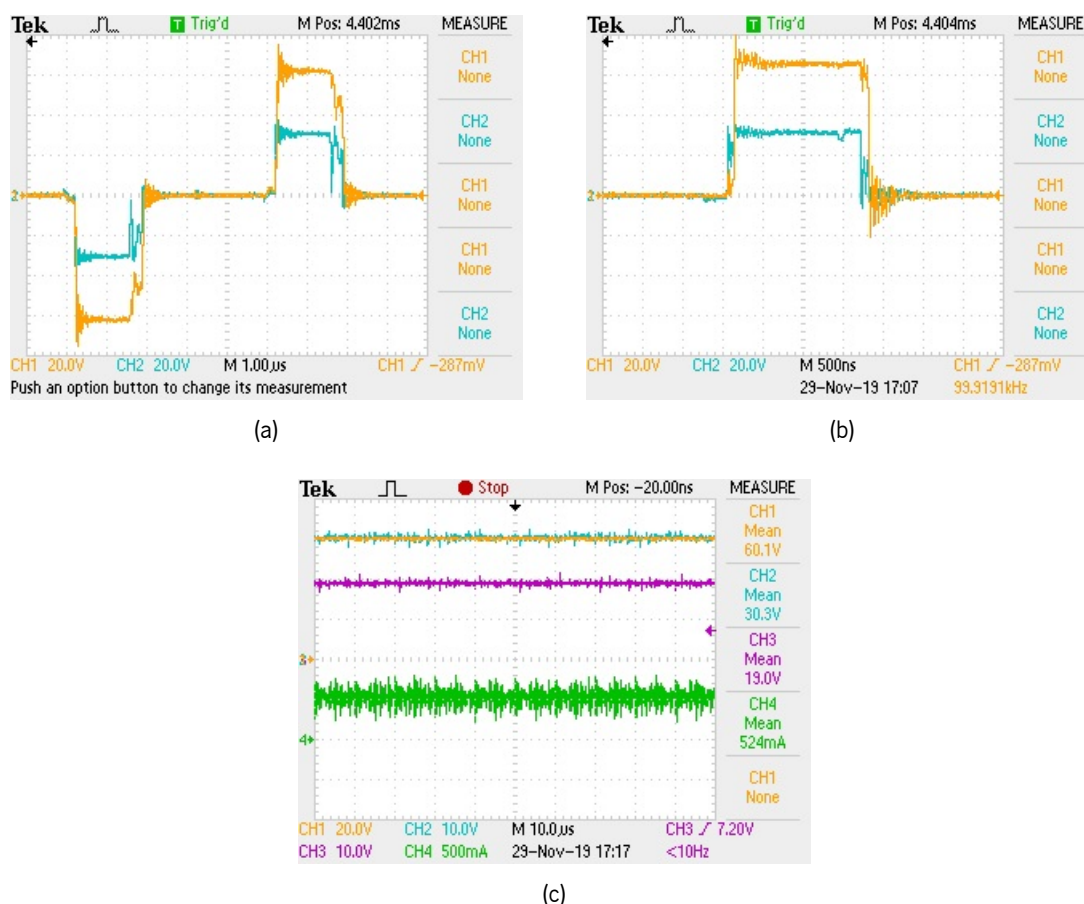 Tek Trig'd M Pos: 4.402ms MEASURE
CH1
None
CH2
None
CH1
None
CH1
None
CH2
None
2
CH1 20.0V CH2 20.0V M 1.00µs CH1 -287mV
Push an option button to change its measurement
(a)
Tek Trig'd M Pos: 4.404ms MEASURE
CH1
None
CH2
None
CH1
None
CH1
None
CH2
None
2
CH1 20.0V CH2 20.0V M 500ns CH1 -287mV
29-Nov-19 17:07 99.9191kHz
(b)
Tek Stop M Pos: -20.00ns MEASURE
CH1
Mean
60.1V
CH2
Mean
30.3V
CH3
Mean
19.0V
CH4
Mean
524mA
CH1
None
3
4
CH1 20.0V CH2 10.0V M 10.0µs CH3 7.20V
CH3 10.0V CH4 500mA 29-Nov-19 17:17 <10Hz
(c)